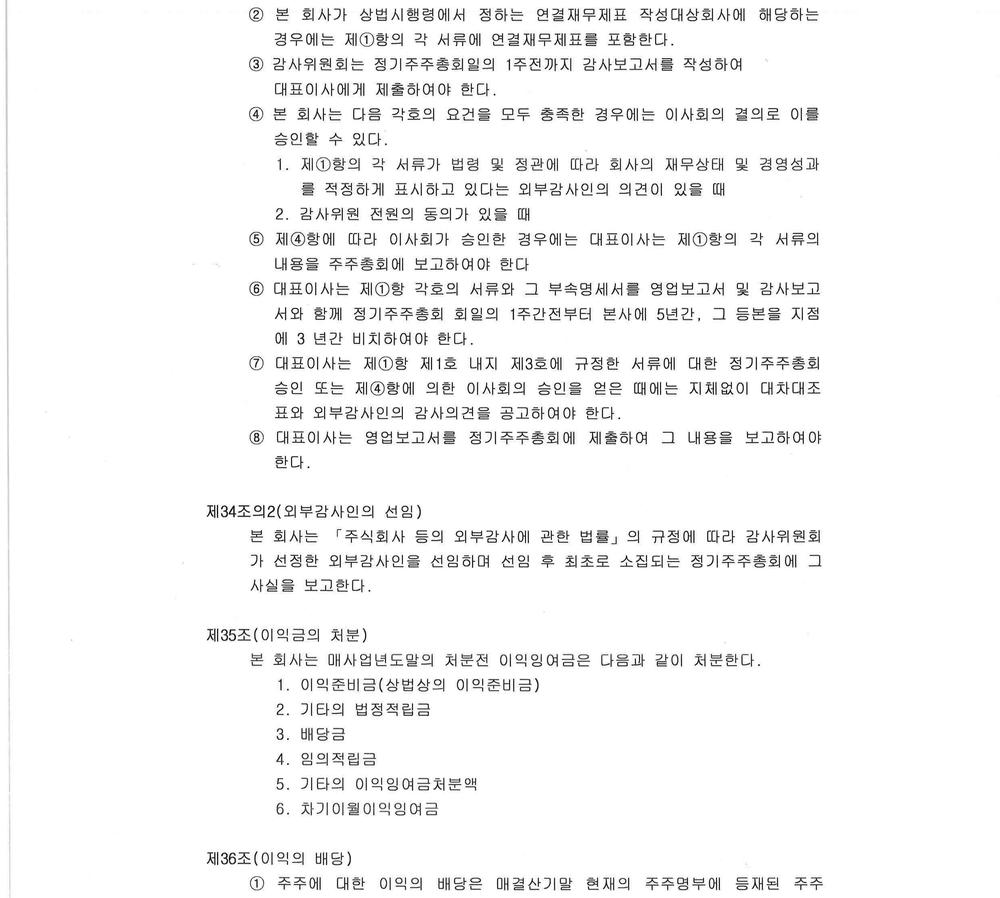 ② 본 회사가 상법시행령에서 정하는 연결재무제표 작성대상회사에 해당하는
경우에는 제①항의 각 서류에 연결재무제표를 포함한다.
③ 감사위원회는 정기주주총회일의 1주전까지 감사보고서를 작성하여
대표이사에게 제출하여야 한다.
④ 본 회사는 다음 각호의 요건을 모두 충족한 경우에는 이사회의 결의로 이를
승인할 수 있다.
1. 제①항의 각 서류가 법령 및 정관에 따라 회사의 재무상태 및 경영성과
를 적정하게 표시하고 있다는 외부감사인의 의견이 있을 때
2. 감사위원 전원의 동의가 있을 때
⑤ 제④항에 따라 이사회가 승인한 경우에는 대표이사는 제①항의 각 서류의
내용을 주주총회에 보고하여야 한다
⑥ 대표이사는 제①항 각호의 서류와 그 부속명세서를 영업보고서 및 감사보고
서와 함께 정기주주총회 회일의 1주간전부터 본사에 5년간, 그 등본을 지점
에 3 년간 비치하여야 한다.
⑦ 대표이사는 제①항 제1호 내지 제3호에 규정한 서류에 대한 정기주주총회
승인 또는 제④항에 의한 이사회의 승인을 얻은 때에는 지체없이 대차대조
표와 외부감사인의 감사의견을 공고하여야 한다.
⑧ 대표이사는 영업보고서를 정기주주총회에 제출하여 그 내용을 보고하여야
한다.
제34조의2(외부감사인의 선임)
본 회사는 「주식회사 등의 외부감사에 관한 법률」의 규정에 따라 감사위원회
가 선정한 외부감사인을 선임하며 선임 후 최초로 소집되는 정기주주총회에 그
사실을 보고한다.
제35조(이익금의 처분)
본 회사는 매사업년도말의 처분전 이익잉여금은 다음과 같이 처분한다.
1. 이익준비금(상법상의 이익준비금)
2. 기타의 법정적립금
3. 배당금
4. 임의적립금
5. 기타의 이익잉여금처분액
6. 차기이월이익잉여금
제36조(이익의 배당)
① 주주에 대한 이익의 배당은 매결산기말 현재의 주주명부에 등재된 주주